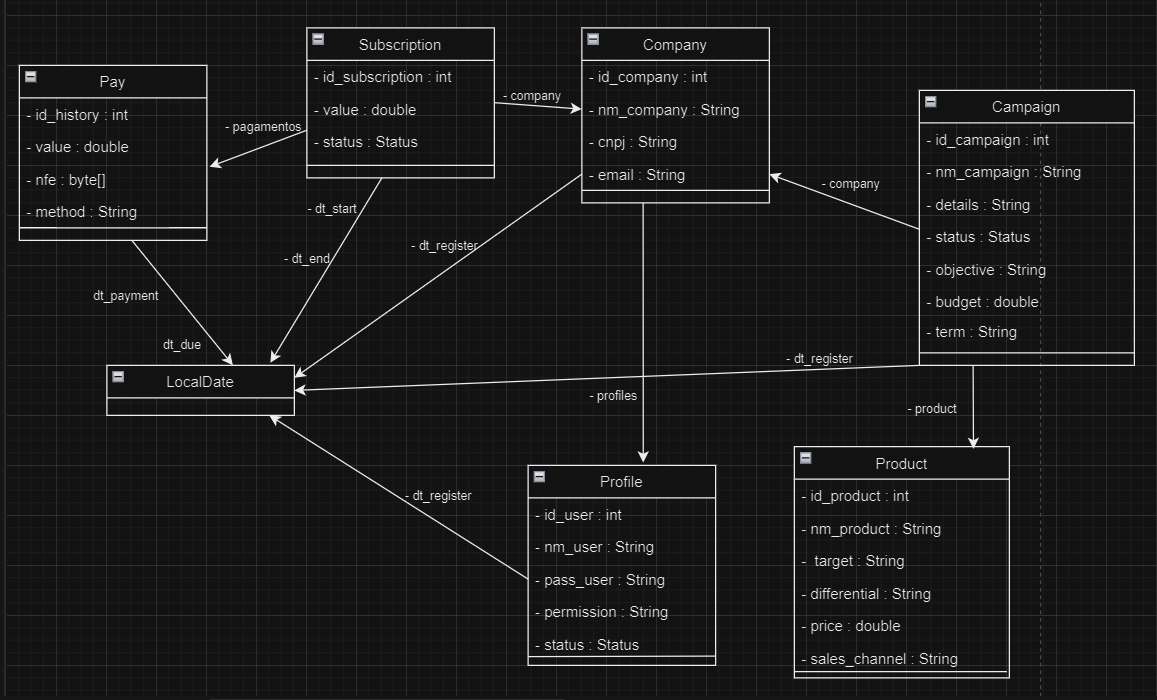 Subscription
- id_subscription : int
- value : double
- status : Status
Company
- id_company : int
- nm_company : String
- cnpj : String
- email : String
Pay
- id_history : int
- value : double
- nfe : byte[]
- method : String
Campaign
- id_campaign : int
- nm_campaign : String
- details : String
- status : Status
- objective : String
- budget : double
- term : String
- company
- pagamentos
- company
- dt_start
- dt_end
- dt_register
dt_payment
dt_due
- dt_register
LocalDate
- profiles
- product
- dt_register
Profile
- id_user : int
- nm_user : String
- pass_user : String
- permission : String
- status : Status
Product
- id_product : int
- nm_product : String
- target : String
- differential : String
- price : double
- sales_channel : String